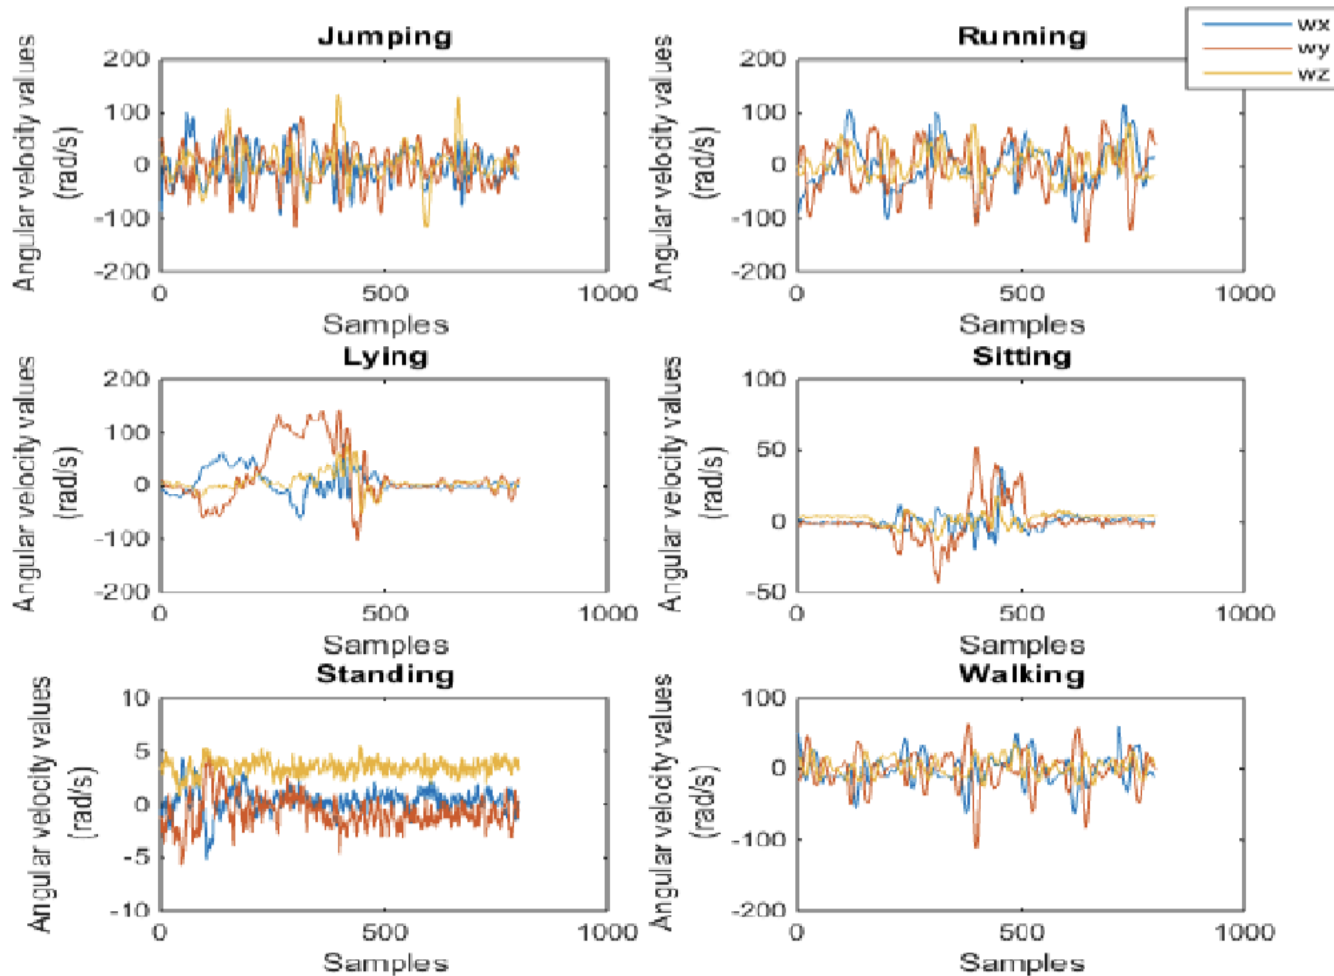 Jumping
Angular velocity values
(rad/s)
200
100
0
-100
-200
0
500
1000
Samples
Running
Angular velocity values
(rad/s)
200
100
0
-100
-200
0
500
1000
Samples
wx
wy
wz
Lying
Angular velocity values
(rad/s)
200
100
0
-100
-200
0
500
1000
Samples
Sitting
Angular velocity values
(rad/s)
100
50
0
-50
0
500
1000
Samples
Standing
Angular velocity values
(rad/s)
10
5
0
-5
-10
0
500
1000
Samples
Walking
Angular velocity values
(rad/s)
100
0
-100
-200
0
500
1000
Samples